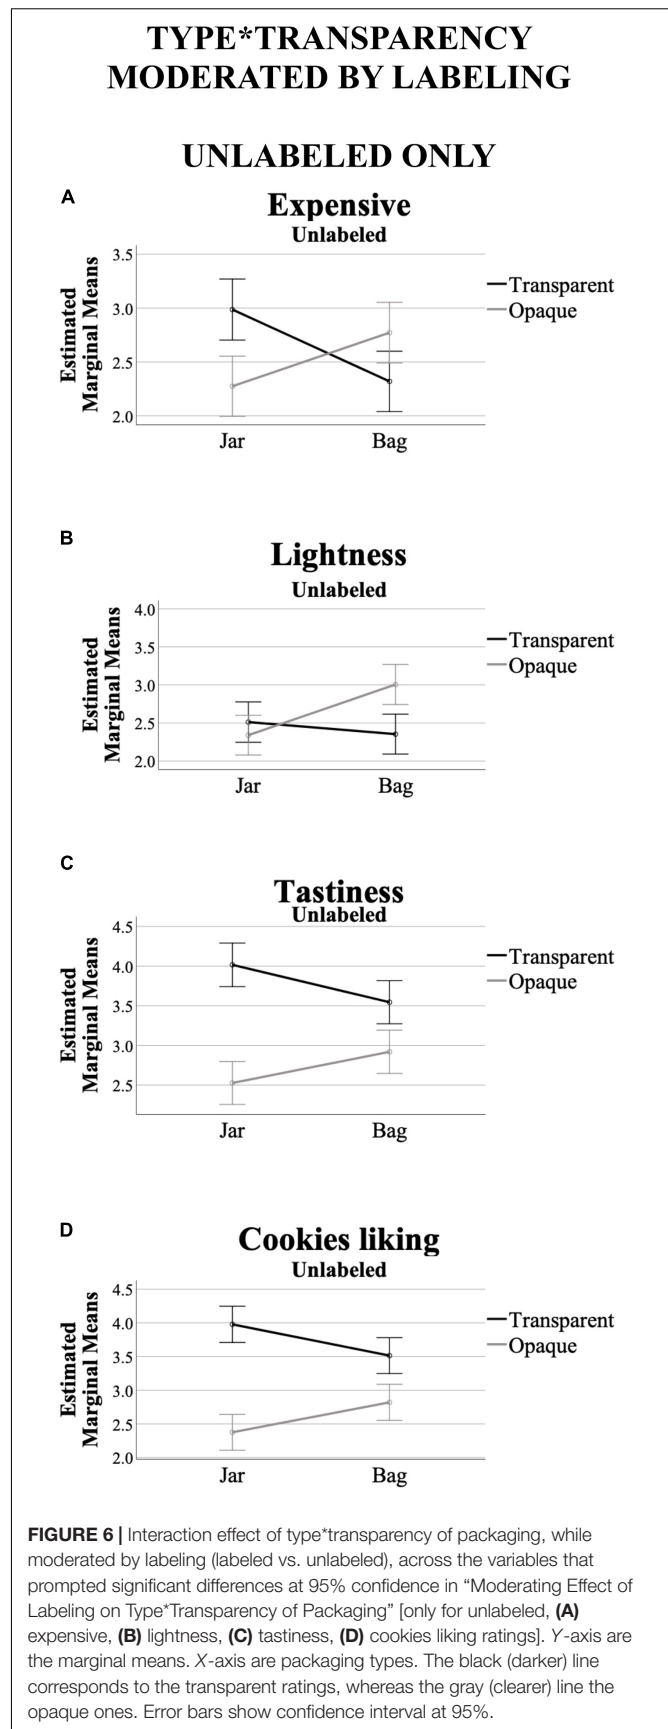 TYPE*TRANSPARENCY
MODERATED BY LABELING
UNLABELED ONLY
A
Expensive
Unlabeled
Estimated
Marginal Means
3.5
3.0
2.5
2.0
Transparent
Opaque
Jar
Bag
B
Lightness
Unlabeled
Estimated
Marginal Means
4.0
3.5
3.0
2.5
2.0
Transparent
Opaque
Jar
Bag
C
Tastiness
Unlabeled
Estimated
Marginal Means
4.5
4.0
3.5
3.0
2.5
Transparent
Opaque
Jar
Bag
D
Cookies liking
Unlabeled
Estimated
Marginal Means
4.5
4.0
3.5
3.0
2.5
2.0
Transparent
Opaque
Jar
Bag
FIGURE 6 | Interaction effect of type*transparency of packaging, while
moderated by labeling (labeled vs. unlabeled), across the variables that
prompted significant differences at 95% confidence in “Moderating Effect of
Labeling on Type*Transparency of Packaging” [only for unlabeled, (A)
expensive, (B) lightness, (C) tastiness, (D) cookies liking ratings]. Y-axis are
the marginal means. X-axis are packaging types. The black (darker) line
corresponds to the transparent ratings, whereas the gray (clearer) line the
opaque ones. Error bars show confidence interval at 95%.